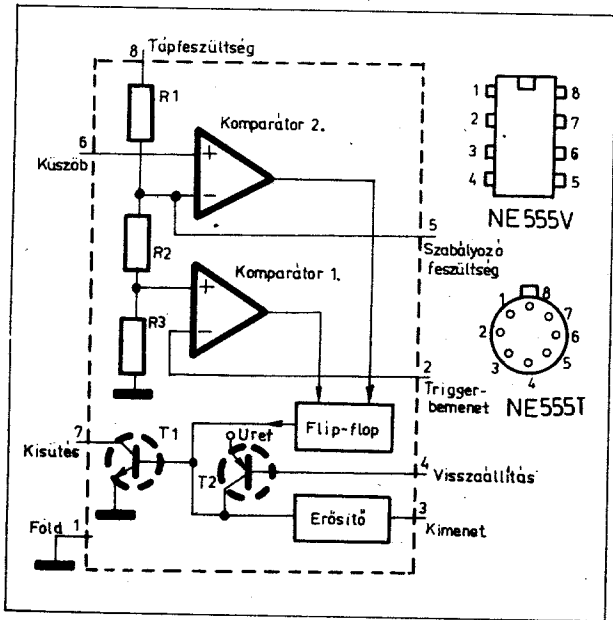 8
Tápfeszültség
R1
6
Küszöb
Komparátor 2.
+
−
5
Szabályozó
feszültség
R2
Komparátor 1.
+
−
R3
2
Trigger-
bemenet
Flip-flop
7
Kisütés
T1
Uref
T2
4
Visszaállítás
Föld 1
Erősítő
3
Kimenet
1
2
3
4
8
7
6
5
NE555V
1
2
3
4
5
6
7
8
NE555T